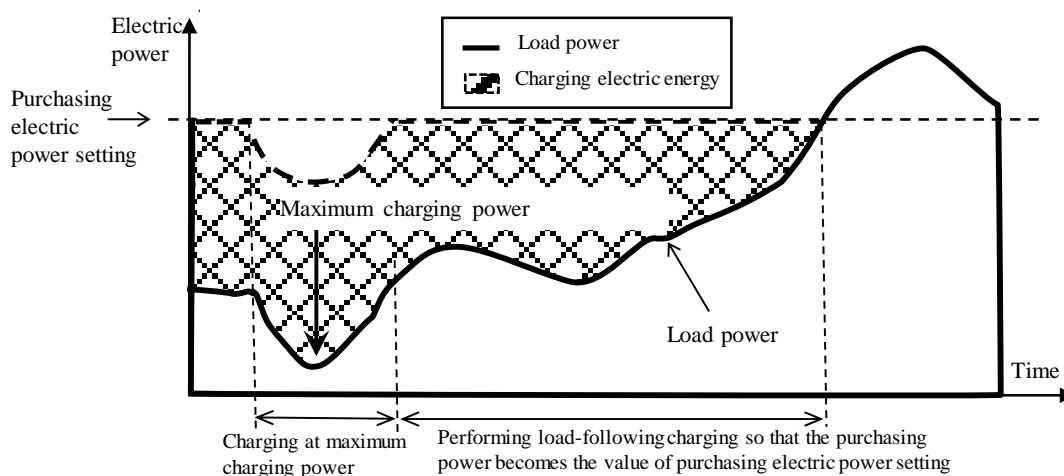 Electric
power
Load power
Charging electric energy
Purchasing
electric
power setting
Maximum charging power
Load power
Time
Charging at maximum
charging power
Performing load-following charging so that the purchasing
power becomes the value of purchasing electric power setting